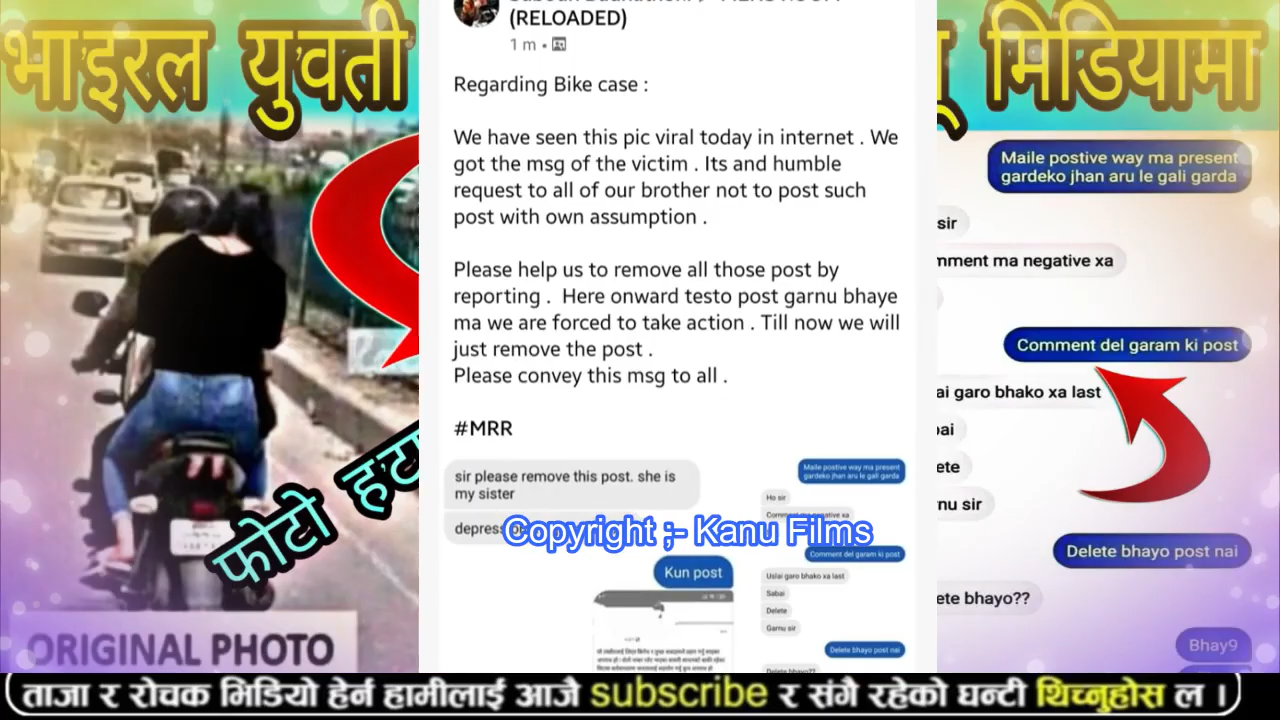 भाइरल युवती
मिडियामा
(RELOADED)
1 m
Regarding Bike case :
We have seen this pic viral today in internet . We
got the msg of the victim . Its and humble
request to all of our brother not to post such
post with own assumption .
Please help us to remove all those post by
reporting . Here onward testo post garnu bhaye
ma we are forced to take action . Till now we will
just remove the post .
Please convey this msg to all .
#MRR
sir please remove this post. she is
my sister
Kun post
Maile postive way ma present
gardeko jhan aru le gali garda
Ho sir
Comment ma negative xa
Comment del garam ki post
Uslai garo bhako xa last
Sabai
Delete
Garnu sir
Delete bhayo post nai
Delete bhayo??
Copyright ;- Kanu Films
फोटो
ORIGINAL PHOTO
Maile postive way ma present
gardeko jhan aru le gali garda
sir
mment ma negative xa
Comment del garam ki post
ai garo bhako xa last
bai
ete
nu sir
Delete bhayo post nai
ete bhayo??
Bhay9
ताजा र रोचक भिडियो हेर्न हामीलाई आजै subscribe र संगै रहेको घन्टी थिच्नुहोस ल ।